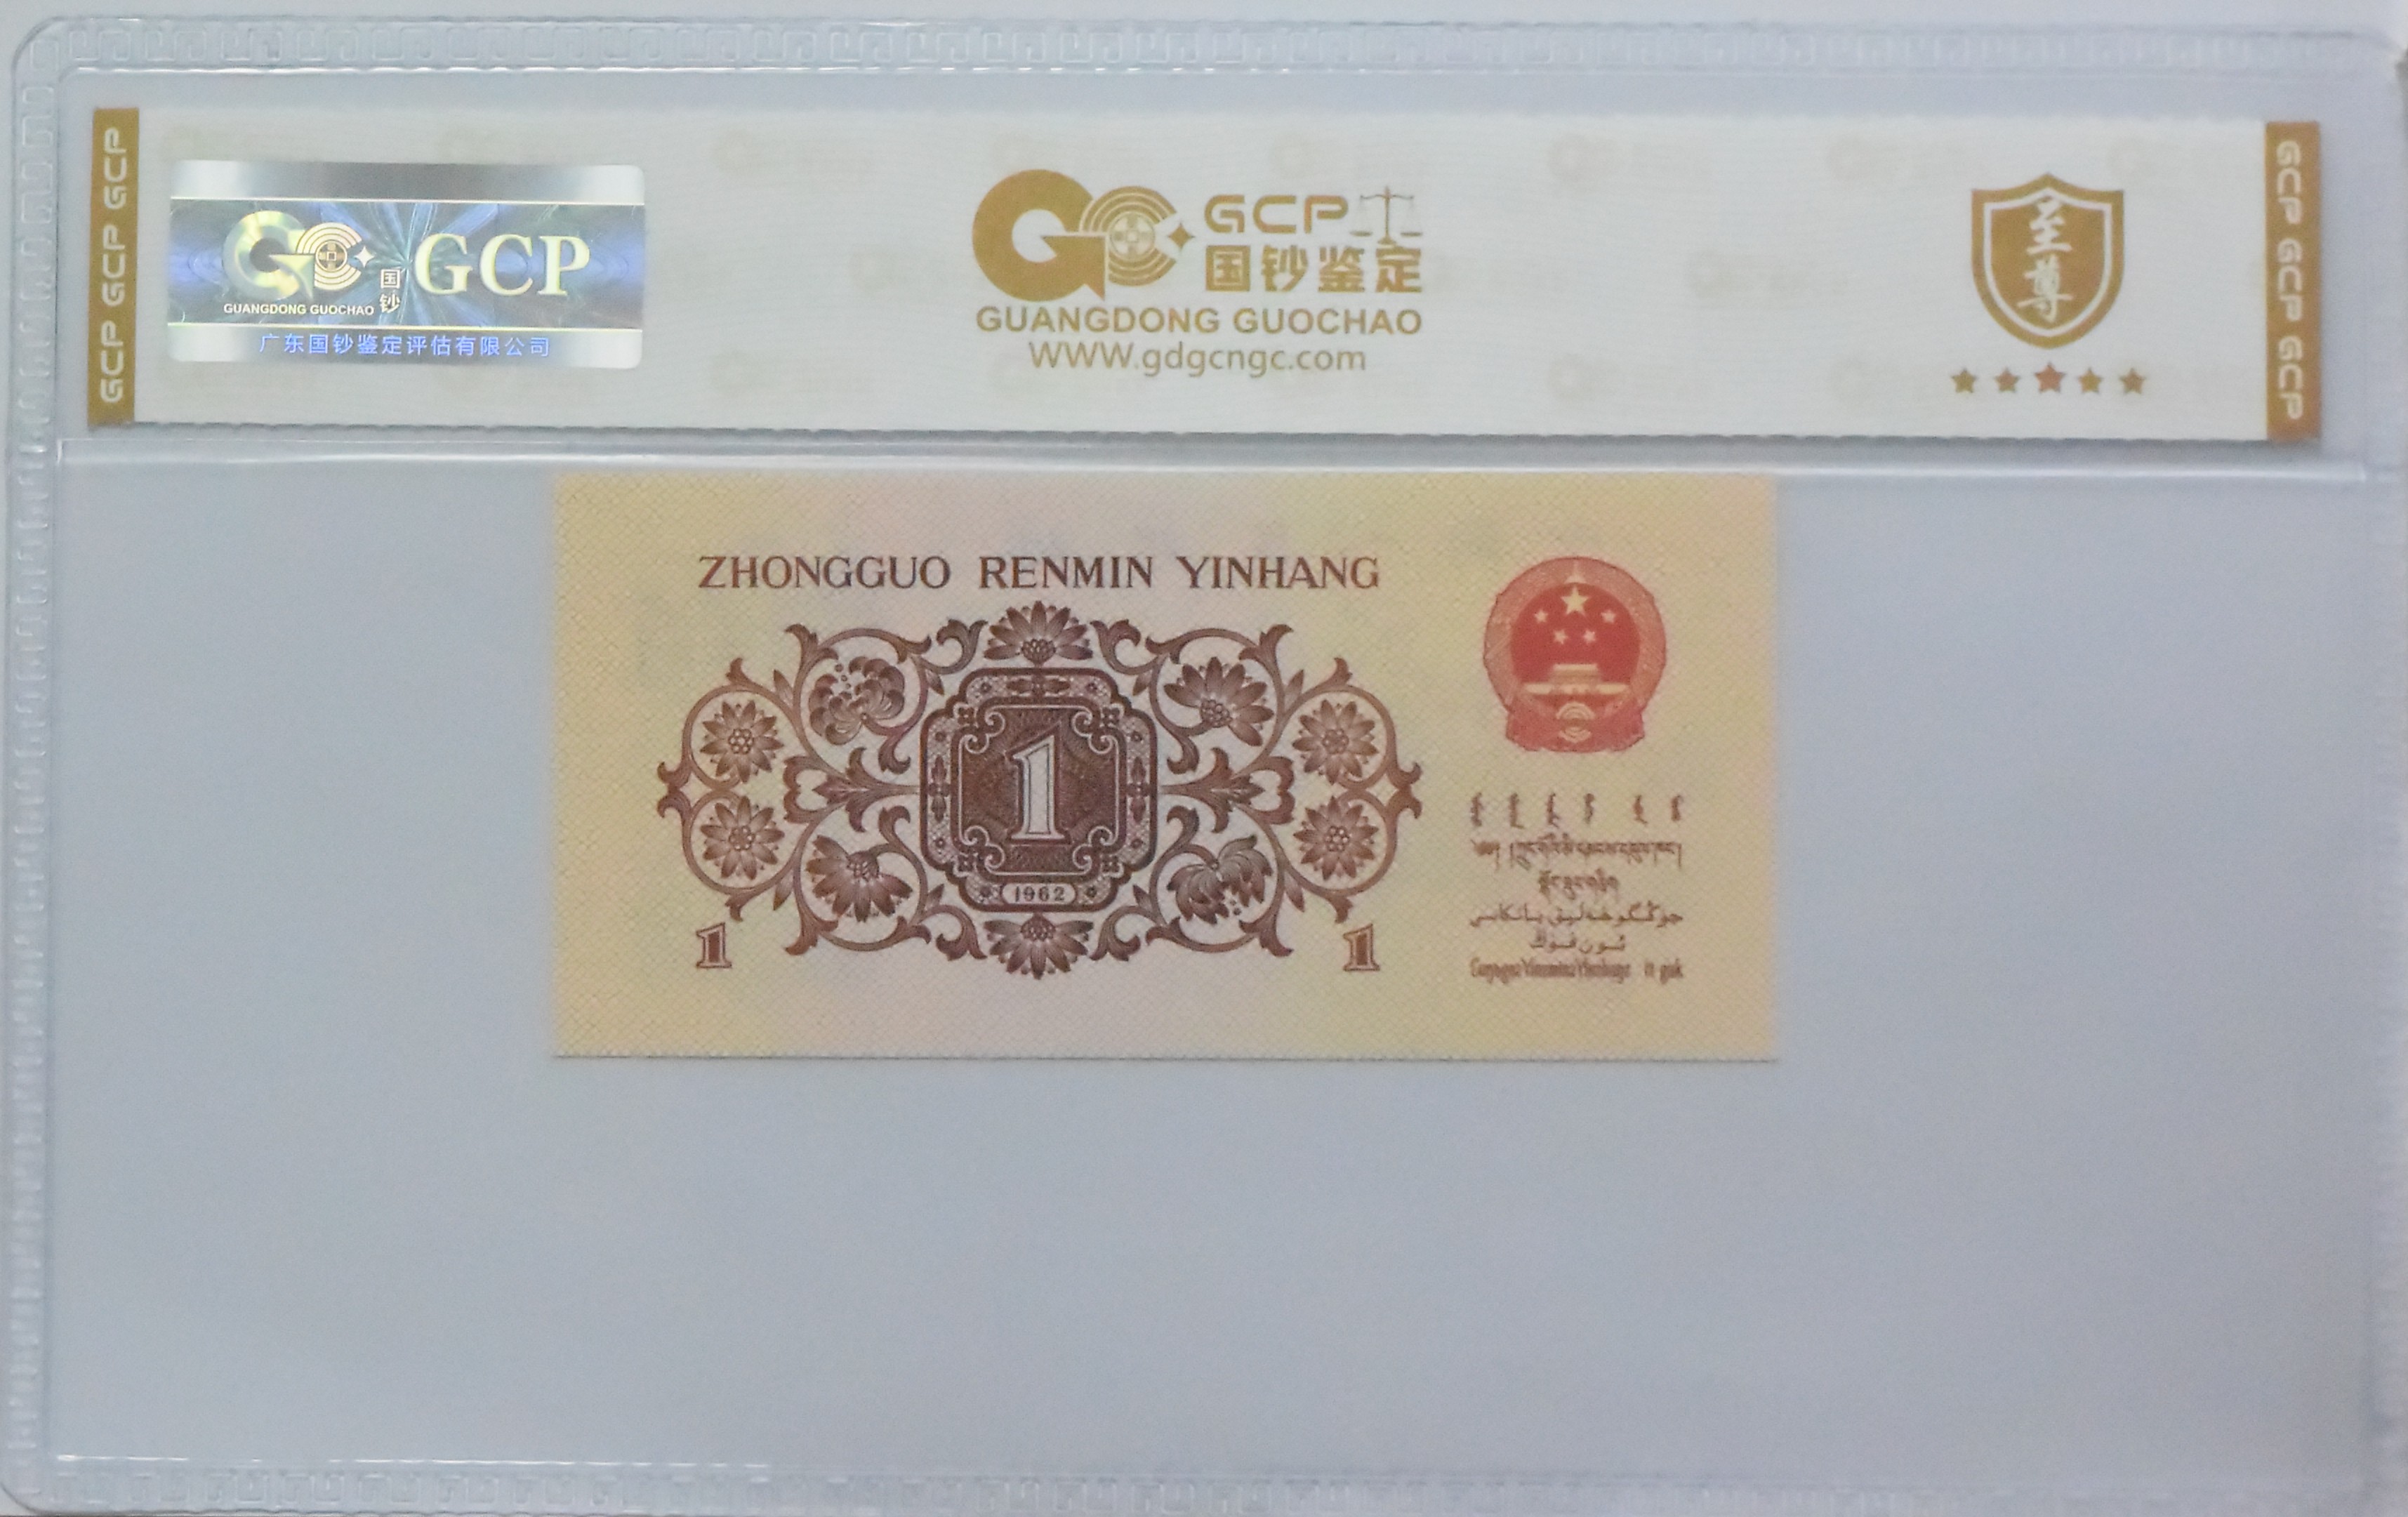 GCP GCP GCP
国钞
GCP
GUANGDONG GUOCHAO
广东国钞鉴定评估有限公司
GCP
国钞鉴定
GUANGDONG GUOCHAO
WWW.gdgcngc.com
至尊
GCP GCP GCP
ZHONGGUO RENMIN YINHANG
1
1962
1
1